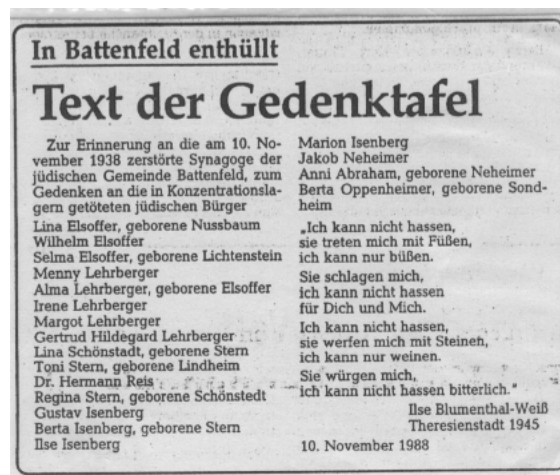 In Battenfeld enthüllt
Text der Gedenktafel
Zur Erinnerung an die am 10. No-
vember 1938 zerstörte Synagoge der
jüdischen Gemeinde Battenfeld, zum
Gedenken an die in Konzentrationsla-
gern getöteten jüdischen Bürger
Lina Elsoffer, geborene Nussbaum
Wilhelm Elsoffer
Selma Elsoffer, geborene Lichtenstein
Menny Lehrberger
Alma Lehrberger, geborene Elsoffer
Irene Lehrberger
Margot Lehrberger
Gertrud Hildegard Lehrberger
Lina Schönstadt, geborene Stern
Toni Stern, geborene Lindheim
Dr. Hermann Reis
Regina Stern, geborene Schönstedt
Gustav Isenberg
Berta Isenberg, geborene Stern
Ilse Isenberg
Marion Isenberg
Jakob Neheimer
Anni Abraham, geborene Neheimer
Berta Oppenheimer, geborene Sond-
heim
„Ich kann nicht hassen,
sie treten mich mit Füßen,
ich kann nur büßen.
Sie schlagen mich,
ich kann nicht hassen
für Dich und Mich.
Ich kann nicht hassen,
sie werfen mich mit Steinen,
ich kann nur weinen.
Sie würgen mich,
ich kann nicht hassen bitterlich."
Ilse Blumenthal-Weiß
Theresienstadt 1945
10. November 1988